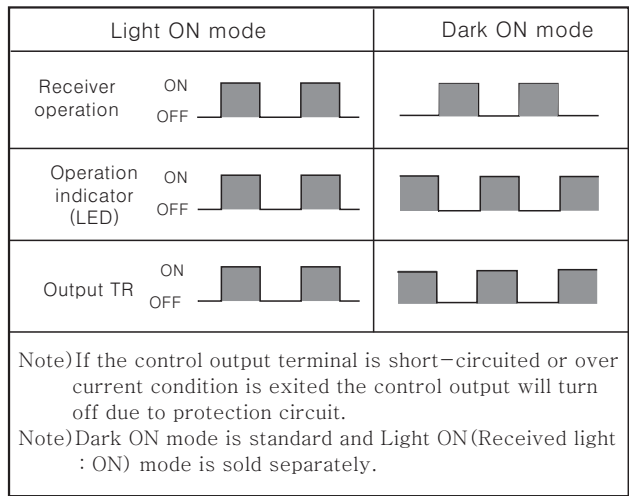 Light ON mode
Dark ON mode
Receiver
operation
ON
OFF
Operation
indicator
(LED)
ON
OFF
Output TR
ON
OFF
Note)If the control output terminal is short-circuited or over
current condition is exited the control output will turn
off due to protection circuit.
Note)Dark ON mode is standard and Light ON(Received light
: ON) mode is sold separately.